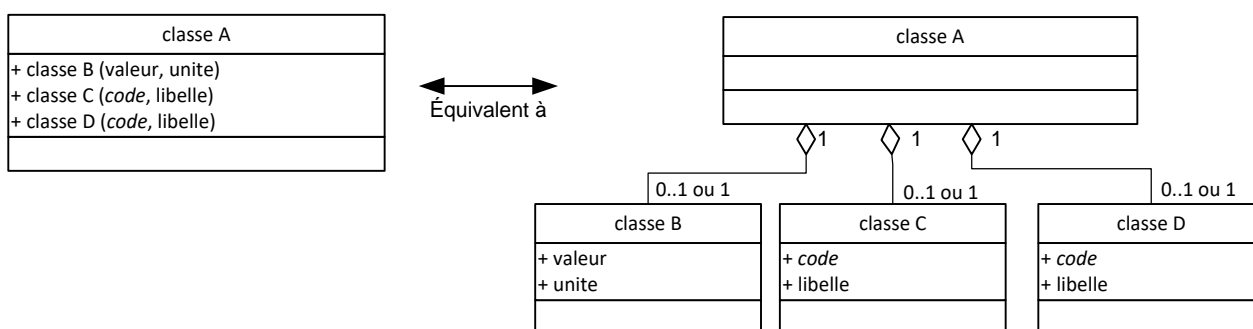 classe A
+ classe B (valeur, unite)
+ classe C (code, libelle)
+ classe D (code, libelle)
Équivalent à
classe A
1
1
1
0..1 ou 1
0..1 ou 1
0..1 ou 1
classe B
+ valeur
+ unite
classe C
+ code
+ libelle
classe D
+ code
+ libelle